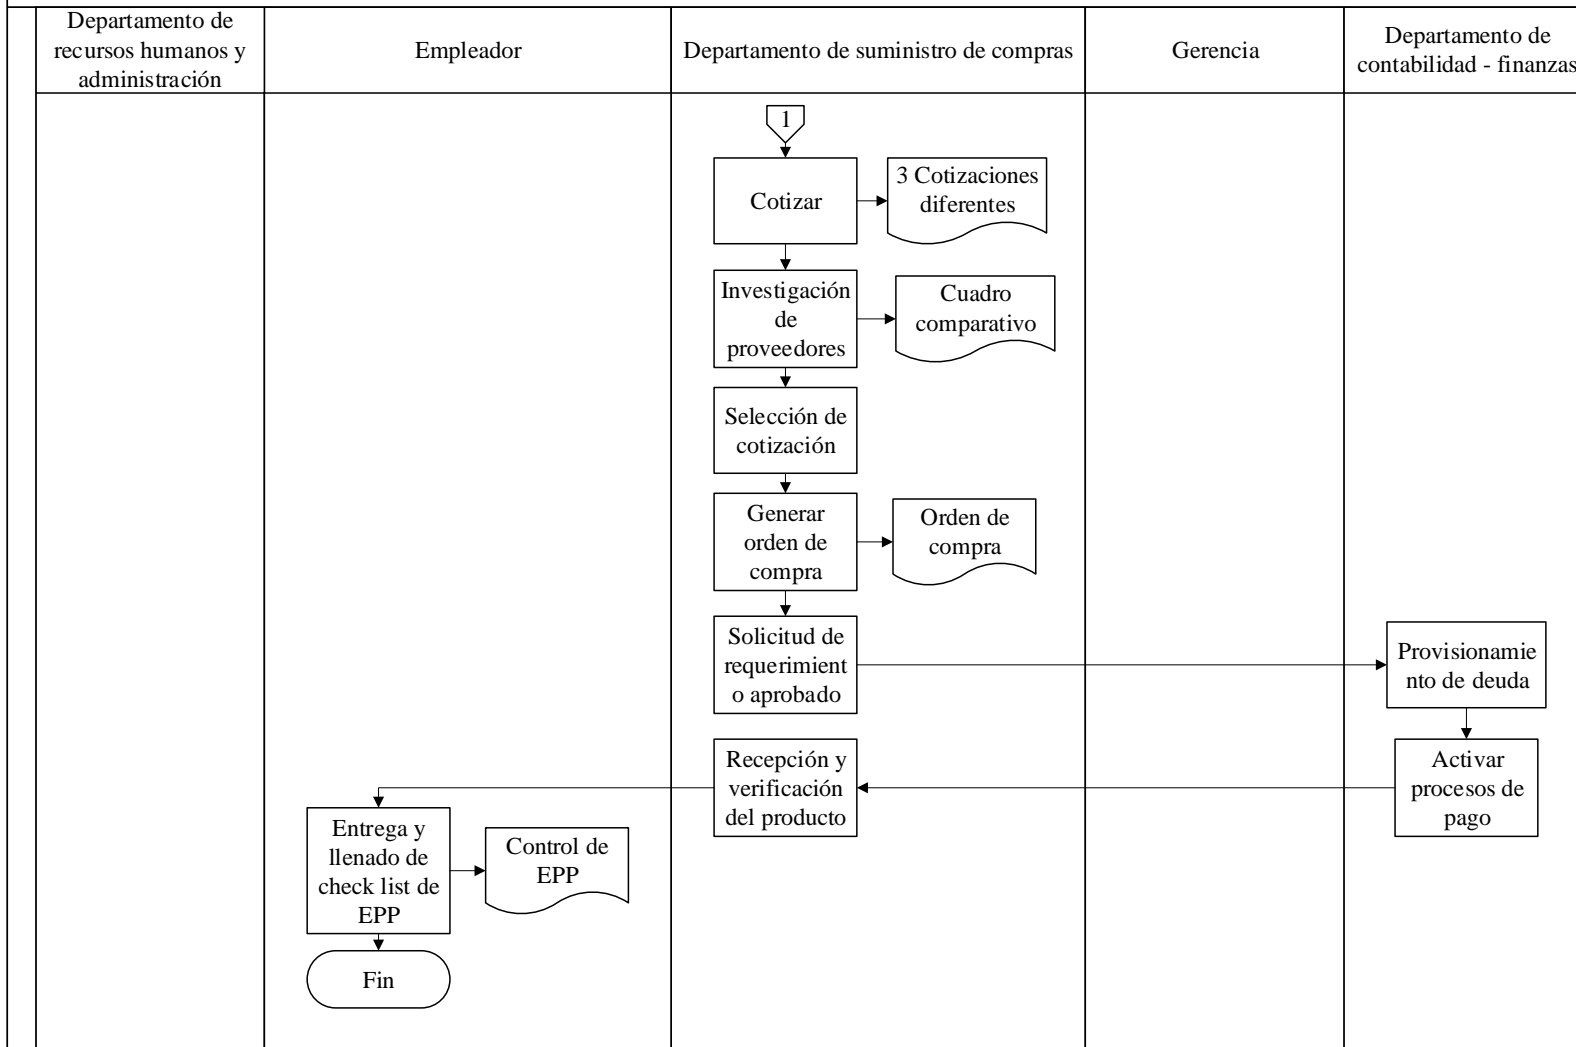 Departamento de
recursos humanos y
administración
Empleador
Departamento de suministro de compras
Gerencia
Departamento de
contabilidad - finanzas
1
Cotizar
3 Cotizaciones
diferentes
Investigación
de
proveedores
Cuadro
comparativo
Selección de
cotización
Generar
orden de
compra
Orden de
compra
Solicitud de
requerimient
o aprobado
Provisionamie
nto de deuda
Recepción y
verificación
del producto
Activar
procesos de
pago
Entrega y
llenado de
check list de
EPP
Control de
EPP
Fin